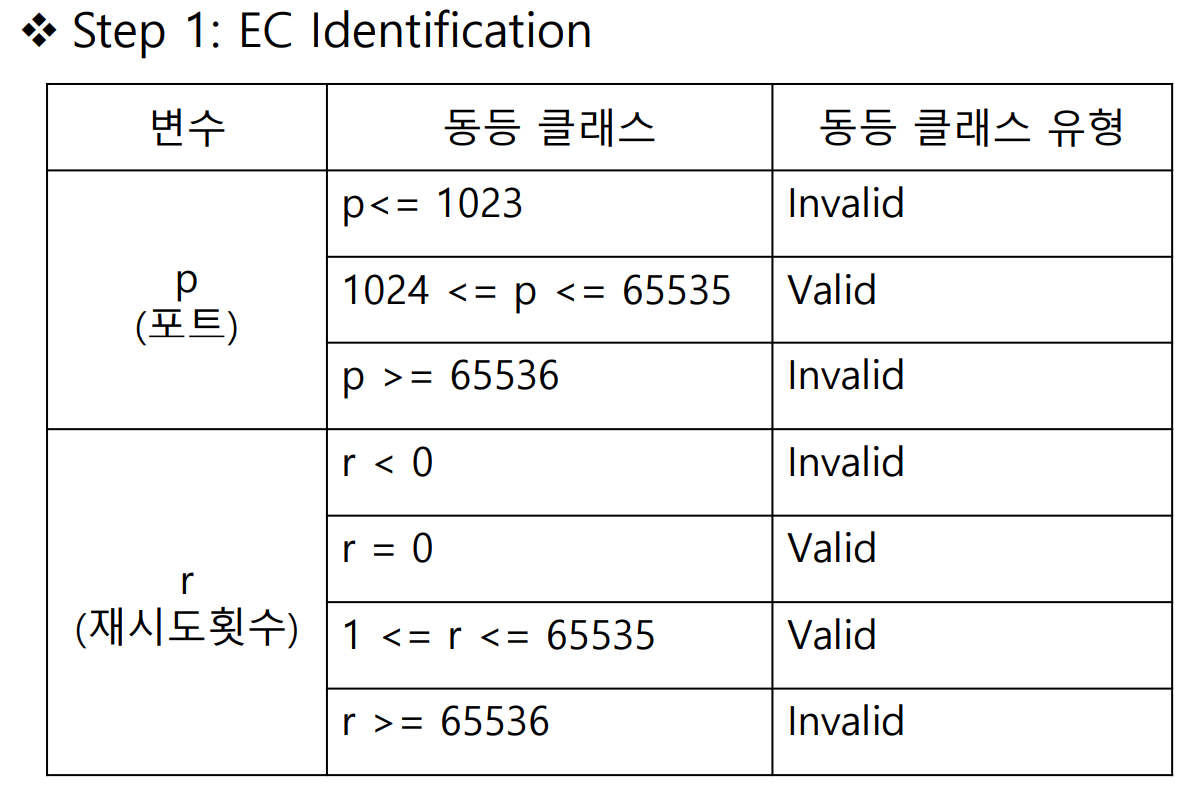 ❖ Step 1: EC Identification
변수 동등 클래스 동등 클래스 유형
p
(포트)
p<= 1023 Invalid
1024 <= p <= 65535 Valid
p >= 65536 Invalid
r
(재시도횟수)
r < 0 Invalid
r = 0 Valid
1 <= r <= 65535 Valid
r >= 65536 Invalid